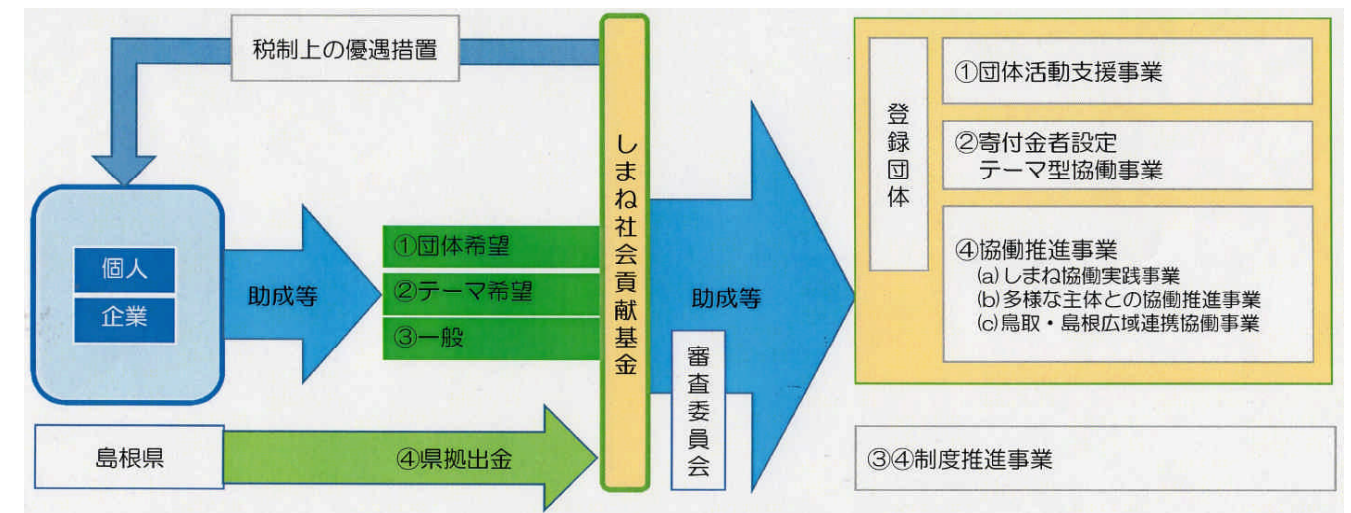 税制上の優遇措置
個人
企業
助成等
①団体希望
②テーマ希望
③一般
島根県
④県拠出金
しまね社会貢献基金
助成等
審査委員会
登録団体
①団体活動支援事業
②寄付金者設定
テーマ型協働事業
④協働推進事業
(a)しまね協働実践事業
(b)多様な主体との協働推進事業
(c)鳥取・島根広域連携協働事業
③④制度推進事業